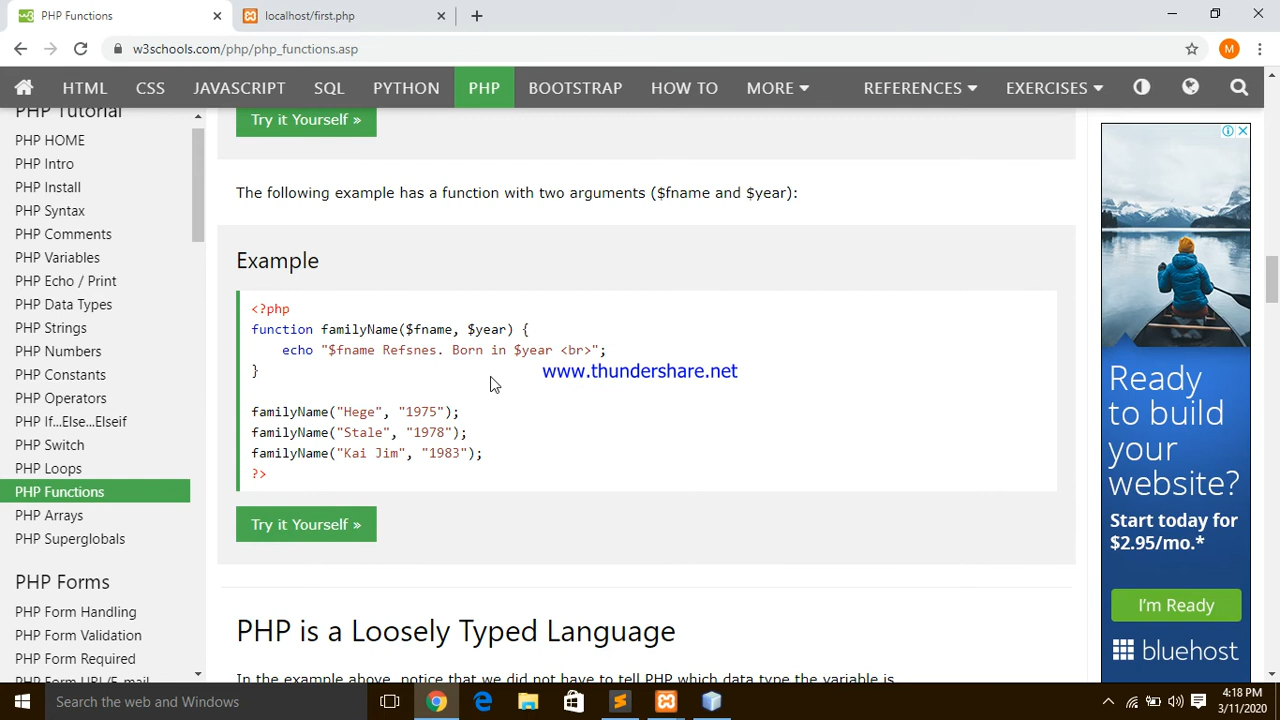 PHP Functions
localhost/first.php
w3schools.com/php/php_functions.asp
M
HTML
CSS
JAVASCRIPT
SQL
PYTHON
PHP
BOOTSTRAP
HOW TO
MORE
REFERENCES
EXERCISES
PHP Tutorial
PHP HOME
PHP Intro
PHP Install
PHP Syntax
PHP Comments
PHP Variables
PHP Echo / Print
PHP Data Types
PHP Strings
PHP Numbers
PHP Constants
PHP Operators
PHP If...Else...Elseif
PHP Switch
PHP Loops
PHP Functions
PHP Arrays
PHP Superglobals
PHP Forms
PHP Form Handling
PHP Form Validation
PHP Form Required
PHP Form URL/E-mail
Try it Yourself »
The following example has a function with two arguments ($fname and $year):
Example
<?php
function familyName($fname, $year) {
echo "$fname Refsnes. Born in $year <br>";
}
www.thundershare.net
familyName("Hege", "1975");
familyName("Stale", "1978");
familyName("Kai Jim", "1983");
?>
Try it Yourself »
PHP is a Loosely Typed Language
In the example above, notice that we did not have to tell PHP which data type the variable is.
Ready
to build
your
website?
Start today for
$2.95/mo.*
I'm Ready
bluehost
Search the web and Windows
4:18 PM
3/11/2020